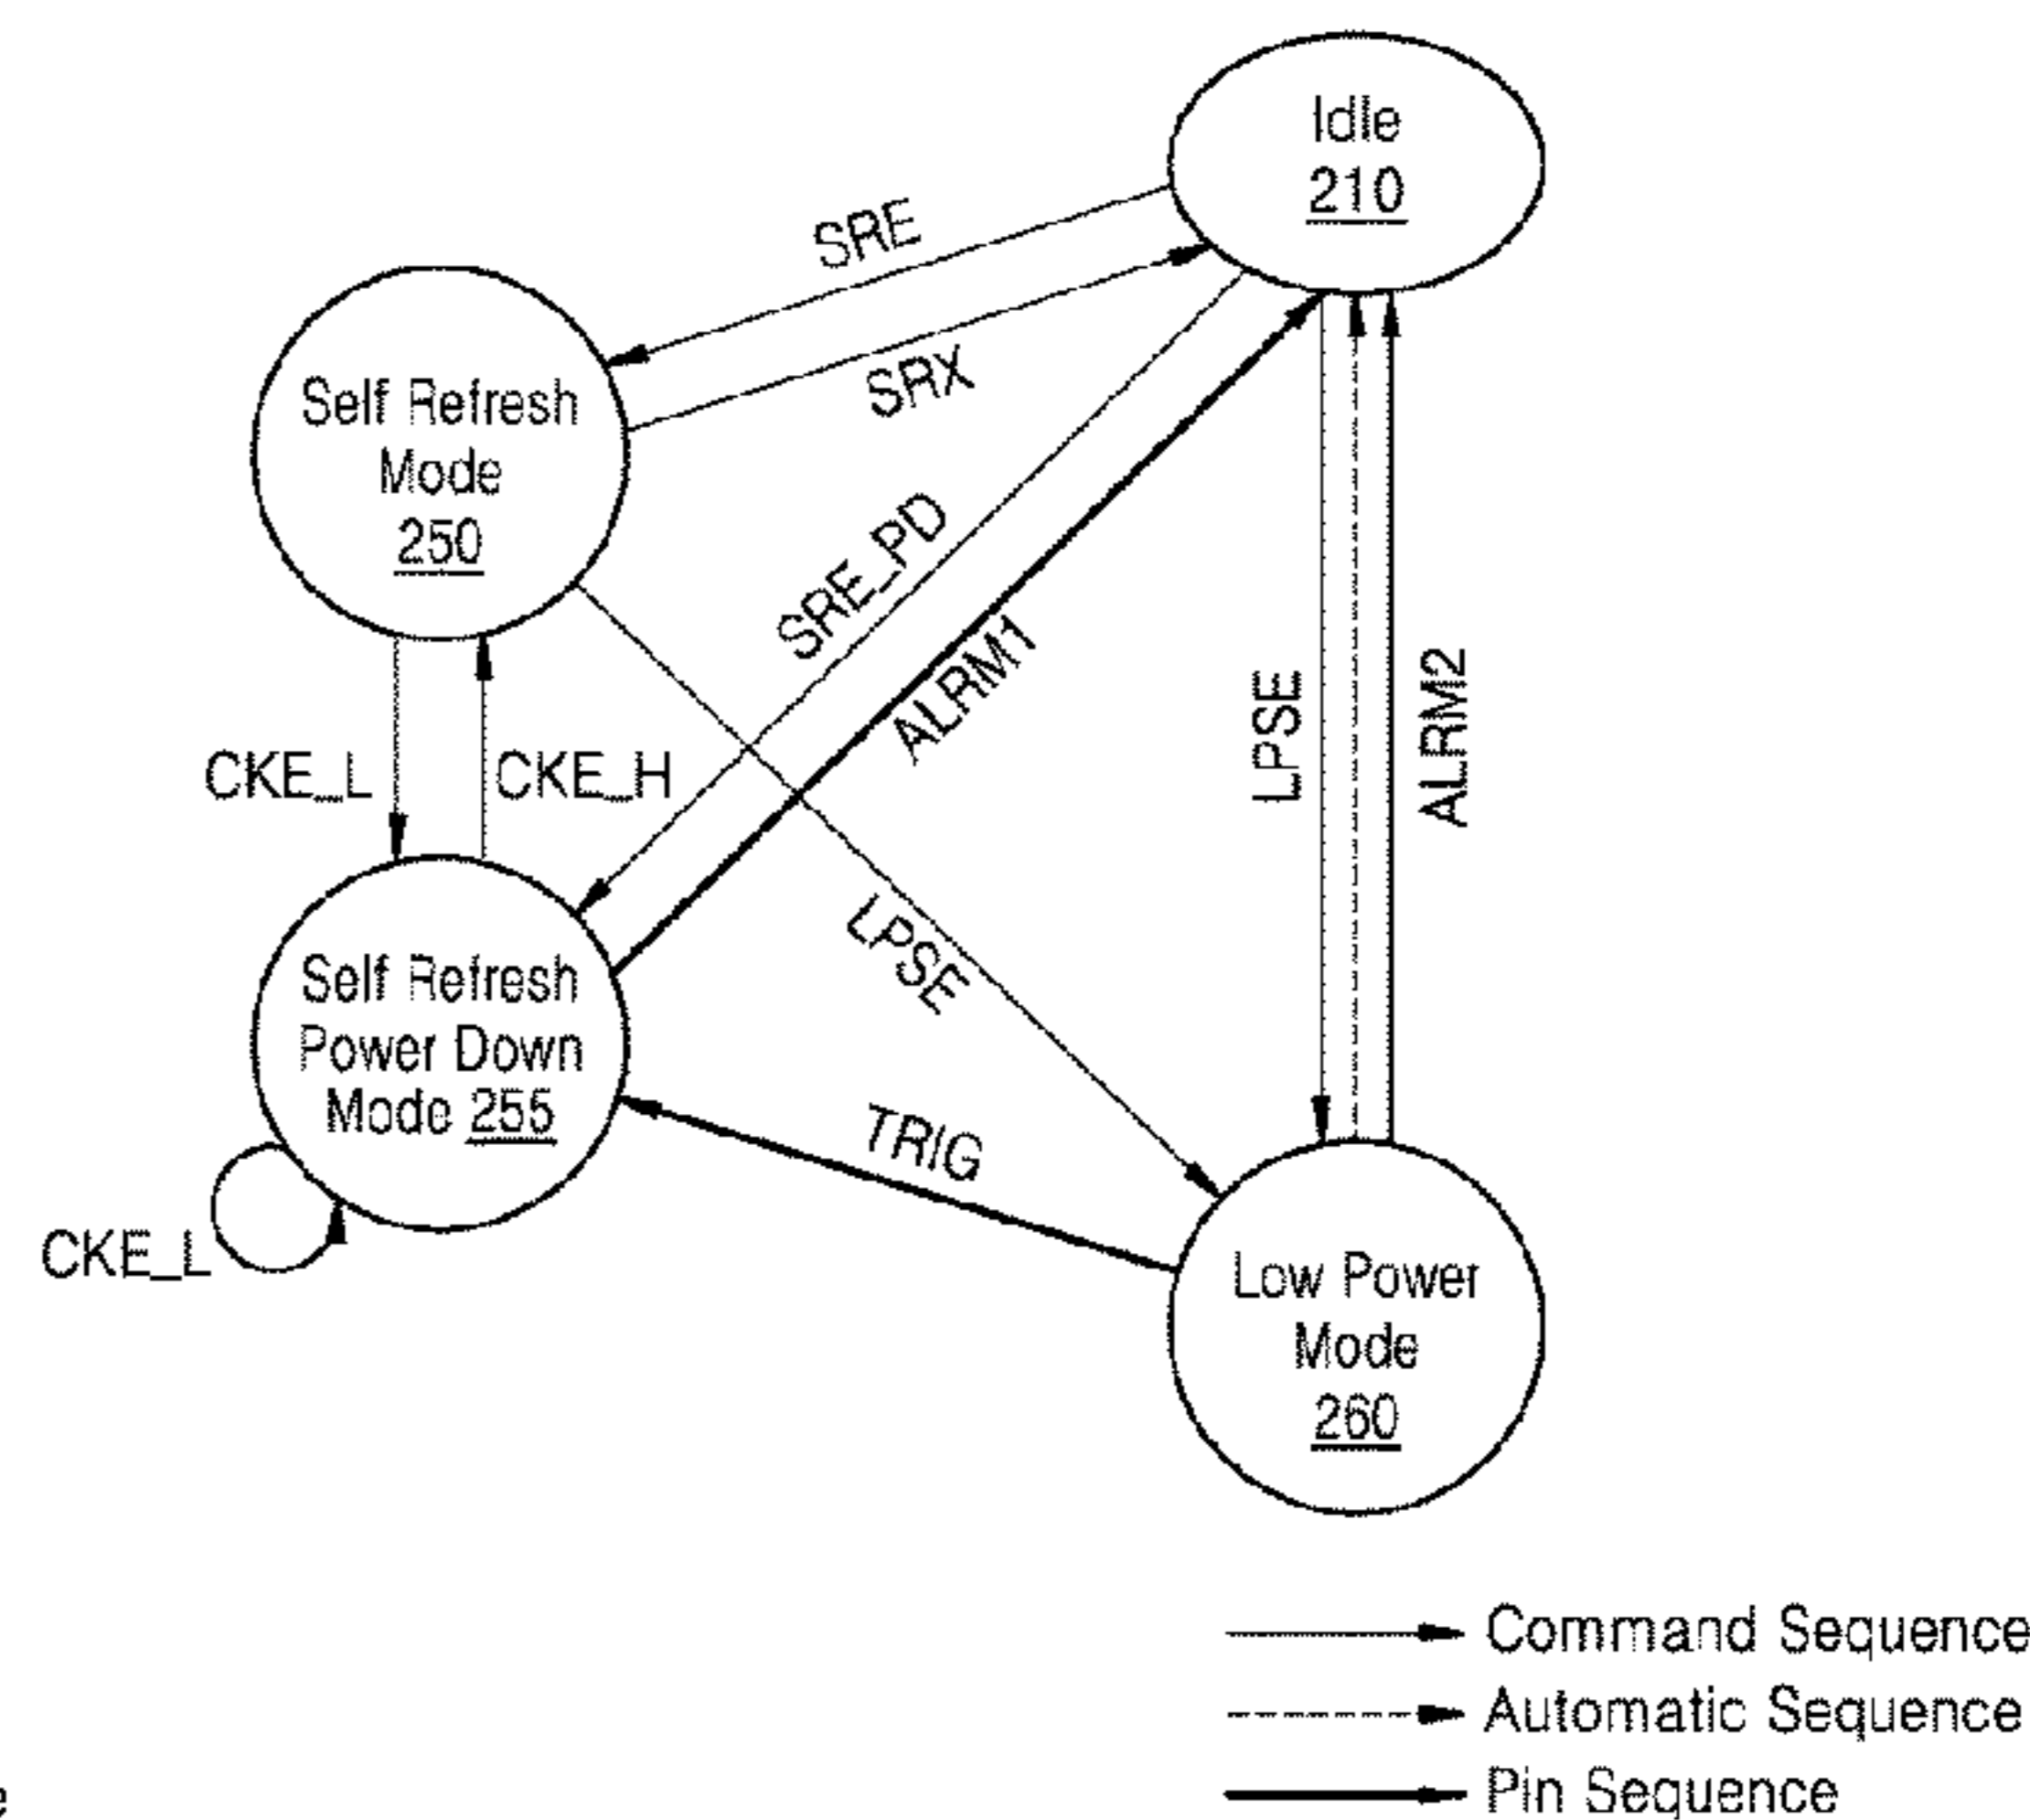 Idle
210
SRE
SRX
Self Refresh
Mode
250
SRE_PD
ALRM1
LPSE
ALRM2
CKE_L
CKE_H
LPSE
Self Refresh
Power Down
Mode 255
TRIG
CKE_L
Low Power
Mode
260
Command Sequence
Automatic Sequence
Pin Sequence